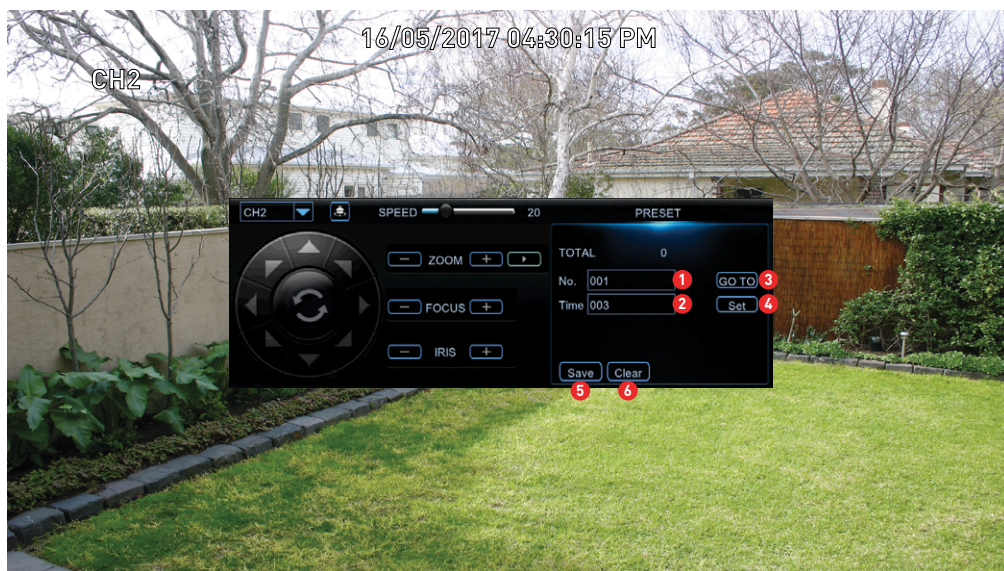 16/05/2017 04:30:15 PM
CH2
CH2 SPEED 20 PRESET
TOTAL 0
ZOOM
No. 001 1 GO TO 3
Time 003 2 Set 4
FOCUS
IRIS
Save Clear
5 6